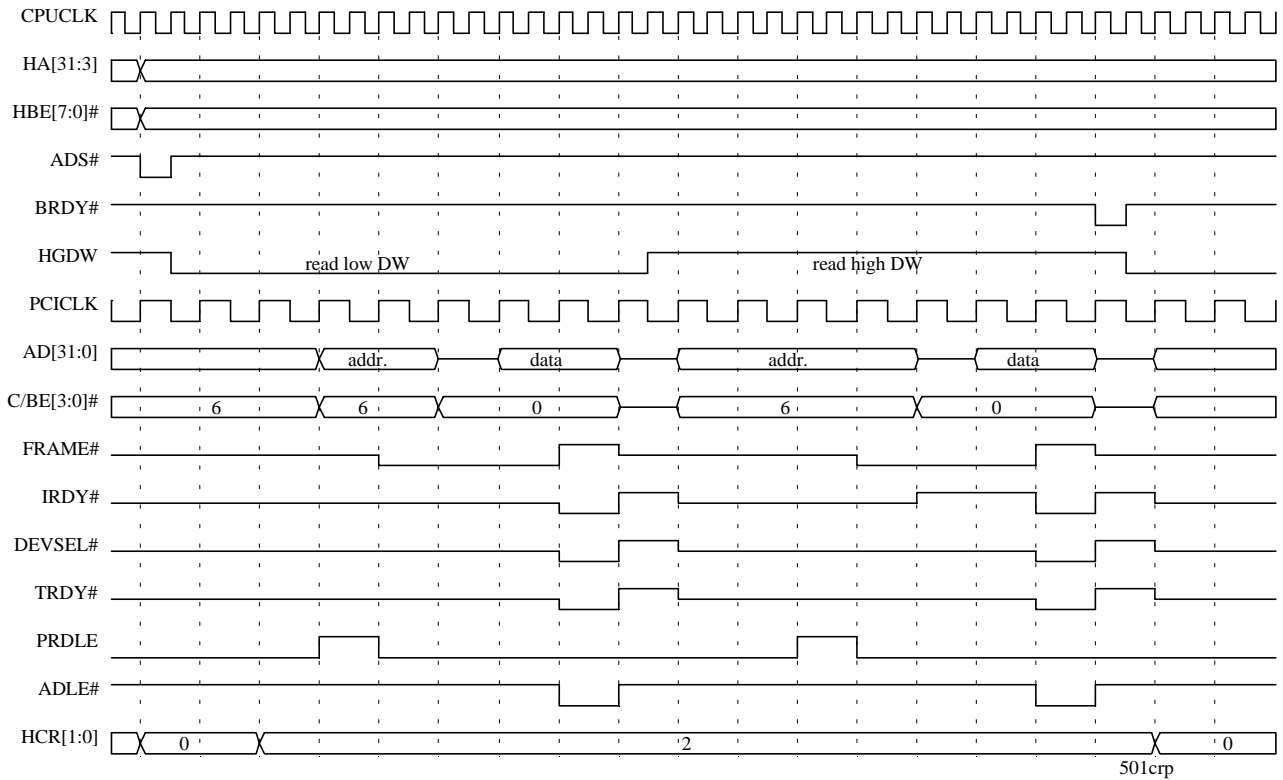 CPUCLK
HA[31:3]
HBE[7:0]#
ADS#
BRDY#
HGDW read low DW read high DW
PCICLK
AD[31:0] addr. data addr. data
C/BE[3:0]# 6 6 0 6 0
FRAME#
IRDY#
DEVSEL#
TRDY#
PRDLE
ADLE#
HCR[1:0] 0 2 0
501crp